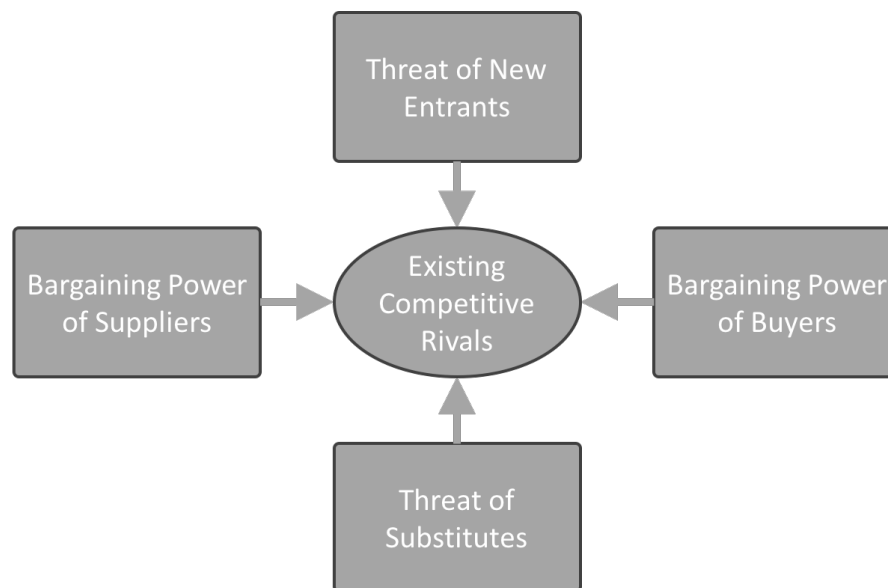 Threat of New
Entrants
Bargaining Power
of Suppliers
Existing
Competitive
Rivals
Bargaining Power
of Buyers
Threat of
Substitutes